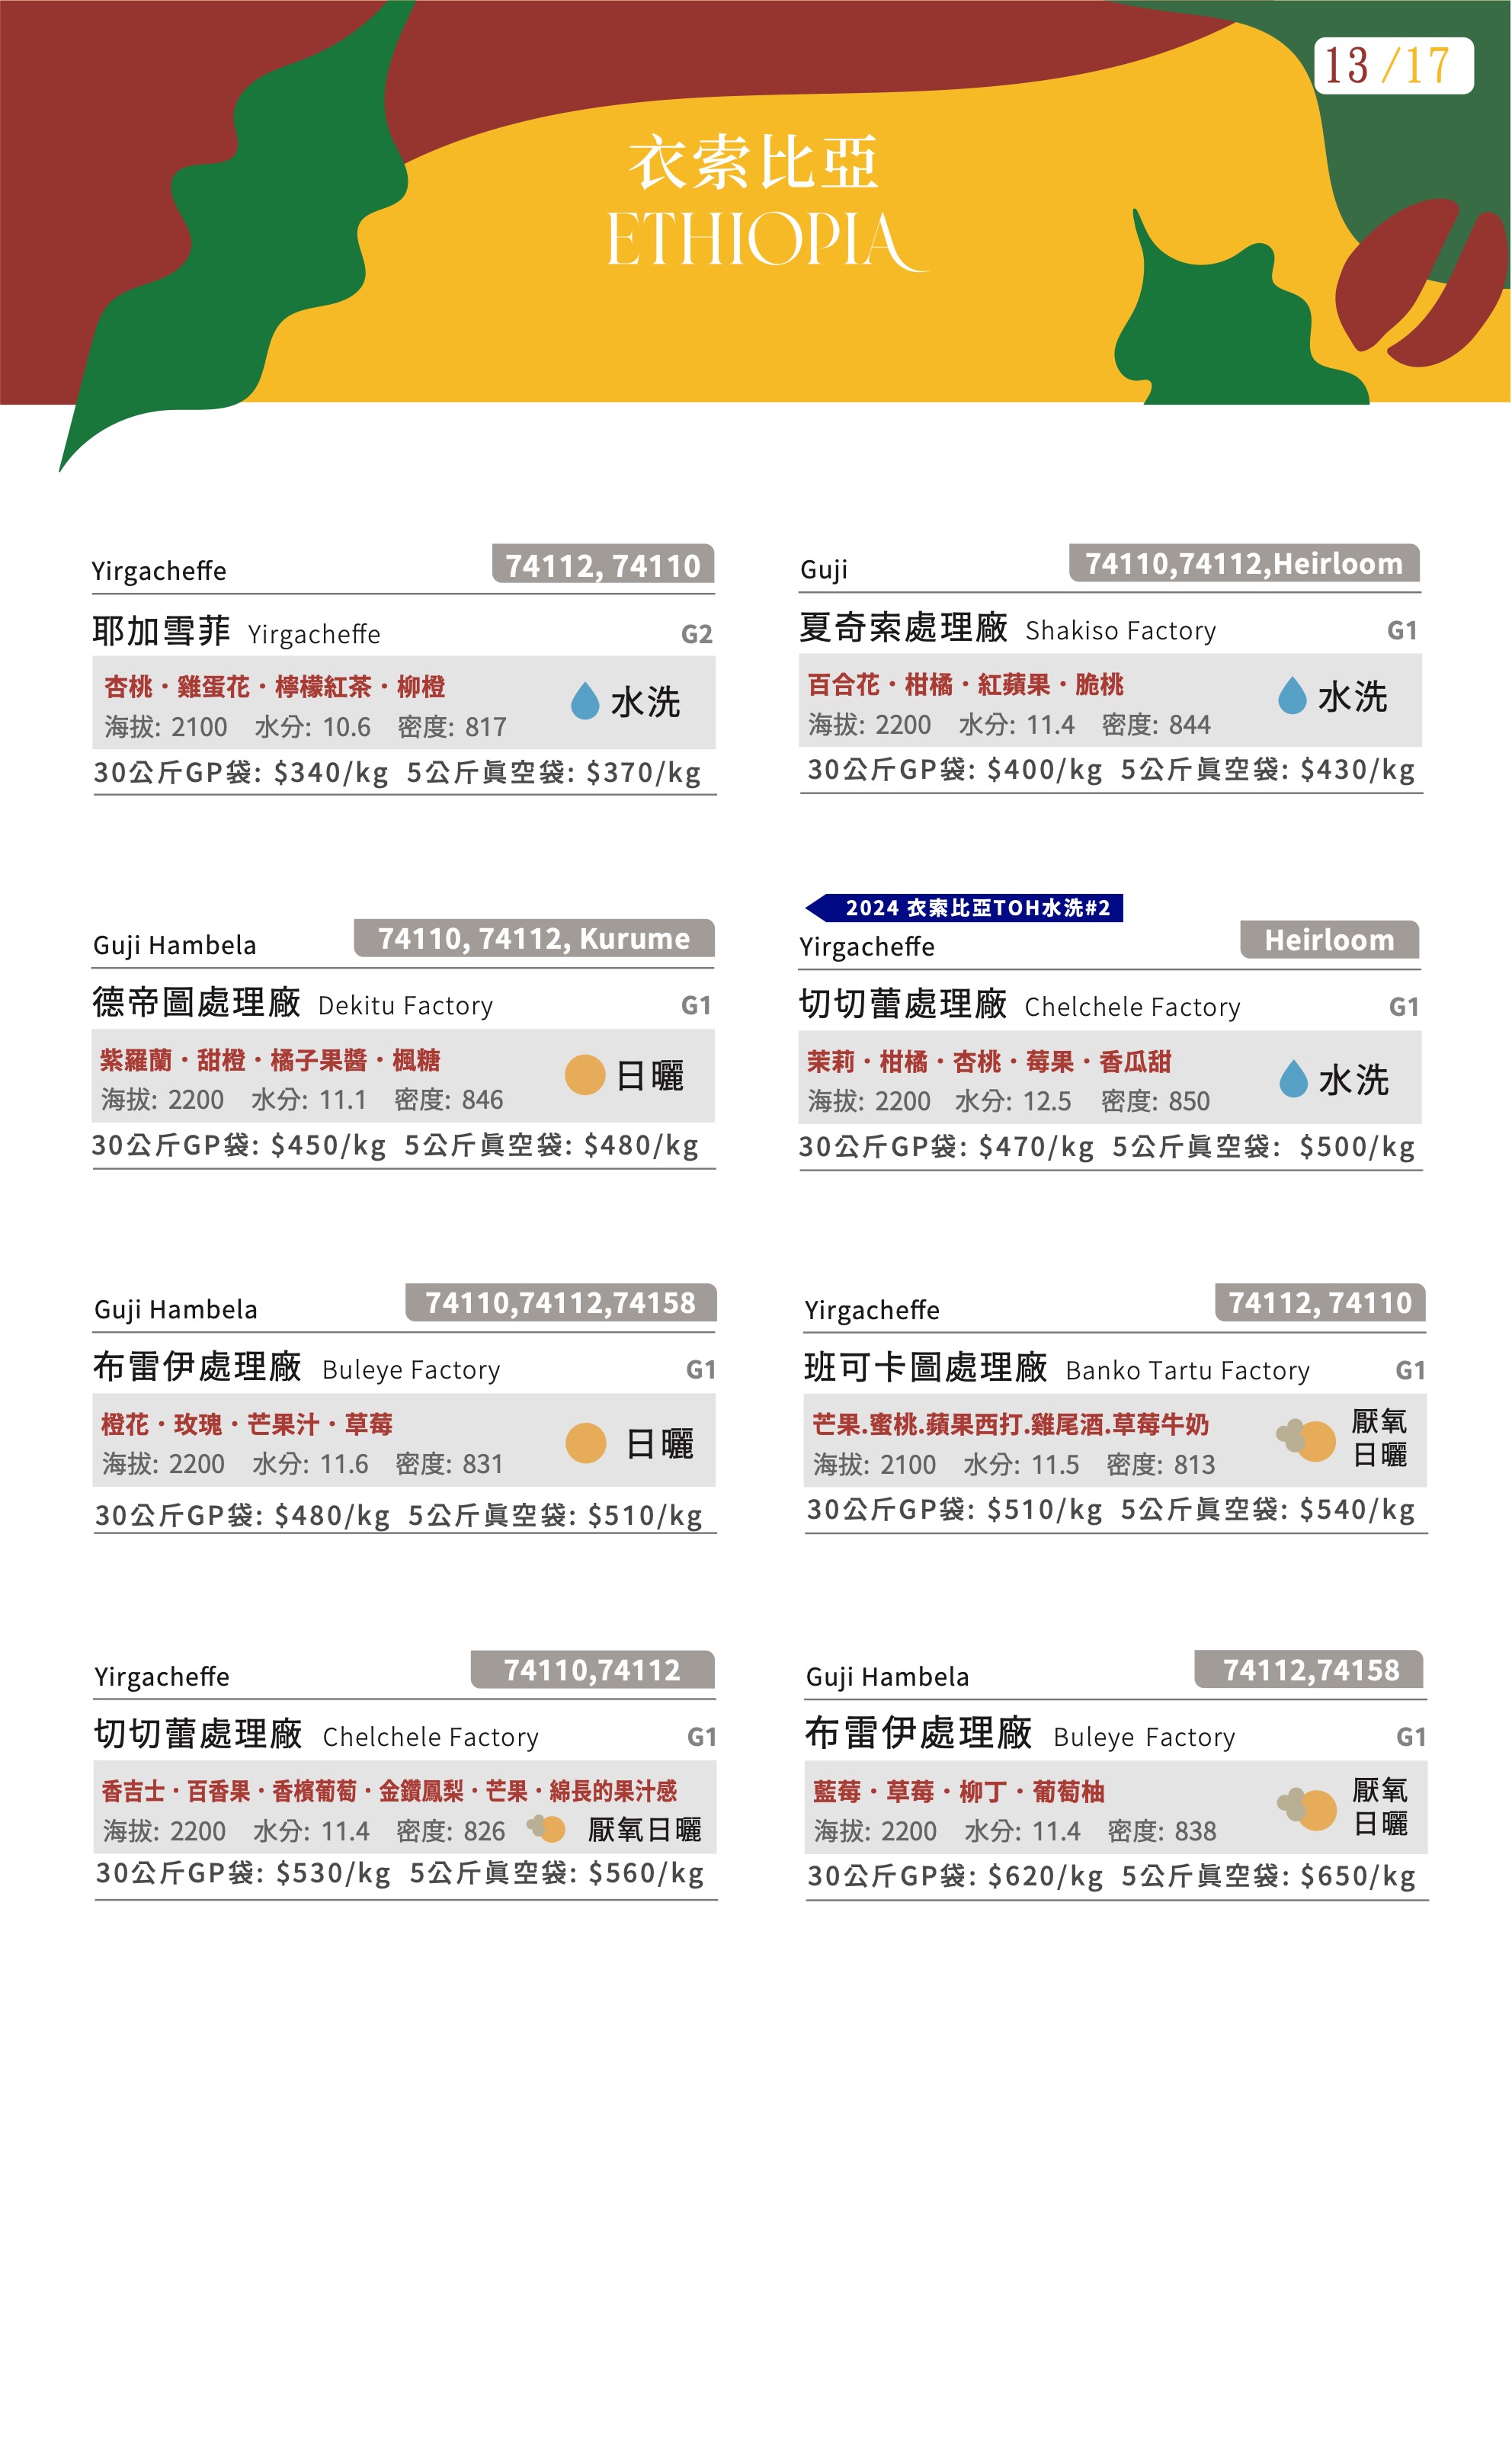 13 /17
衣索比亞
ETHIOPIA
Yirgacheffe
74112, 74110
耶加雪菲 Yirgacheffe G2
杏桃・雞蛋花・檸檬紅茶・柳橙
水洗
海拔: 2100 水分: 10.6 密度: 817
30公斤GP袋: $340/kg 5公斤真空袋: $370/kg
Guji
74110,74112,Heirloom
夏奇索處理廠 Shakiso Factory G1
百合花・柑橘・紅蘋果・脆桃
水洗
海拔: 2200 水分: 11.4 密度: 844
30公斤GP袋: $400/kg 5公斤真空袋: $430/kg
Guji Hambela
74110, 74112, Kurume
德帝圖處理廠 Dekitu Factory G1
紫羅蘭・甜橙・橘子果醬・楓糖
日曬
海拔: 2200 水分: 11.1 密度: 846
30公斤GP袋: $450/kg 5公斤真空袋: $480/kg
2024 衣索比亞TOH水洗#2
Yirgacheffe
Heirloom
切切蕾處理廠 Chelchele Factory G1
茉莉・柑橘・杏桃・莓果・香瓜甜
水洗
海拔: 2200 水分: 12.5 密度: 850
30公斤GP袋: $470/kg 5公斤真空袋: $500/kg
Guji Hambela
74110,74112,74158
布雷伊處理廠 Buleye Factory G1
橙花・玫瑰・芒果汁・草莓
日曬
海拔: 2200 水分: 11.6 密度: 831
30公斤GP袋: $480/kg 5公斤真空袋: $510/kg
Yirgacheffe
74112, 74110
班可卡圖處理廠 Banko Tartu Factory G1
芒果.蜜桃.蘋果西打.雞尾酒.草莓牛奶
厭氧
日曬
海拔: 2100 水分: 11.5 密度: 813
30公斤GP袋: $510/kg 5公斤真空袋: $540/kg
Yirgacheffe
74110,74112
切切蕾處理廠 Chelchele Factory G1
香吉士・百香果・香檳葡萄・金鑽鳳梨・芒果・綿長的果汁感
海拔: 2200 水分: 11.4 密度: 826 厭氧日曬
30公斤GP袋: $530/kg 5公斤真空袋: $560/kg
Guji Hambela
74112,74158
布雷伊處理廠 Buleye Factory G1
藍莓・草莓・柳丁・葡萄柚
厭氧
日曬
海拔: 2200 水分: 11.4 密度: 838
30公斤GP袋: $620/kg 5公斤真空袋: $650/kg